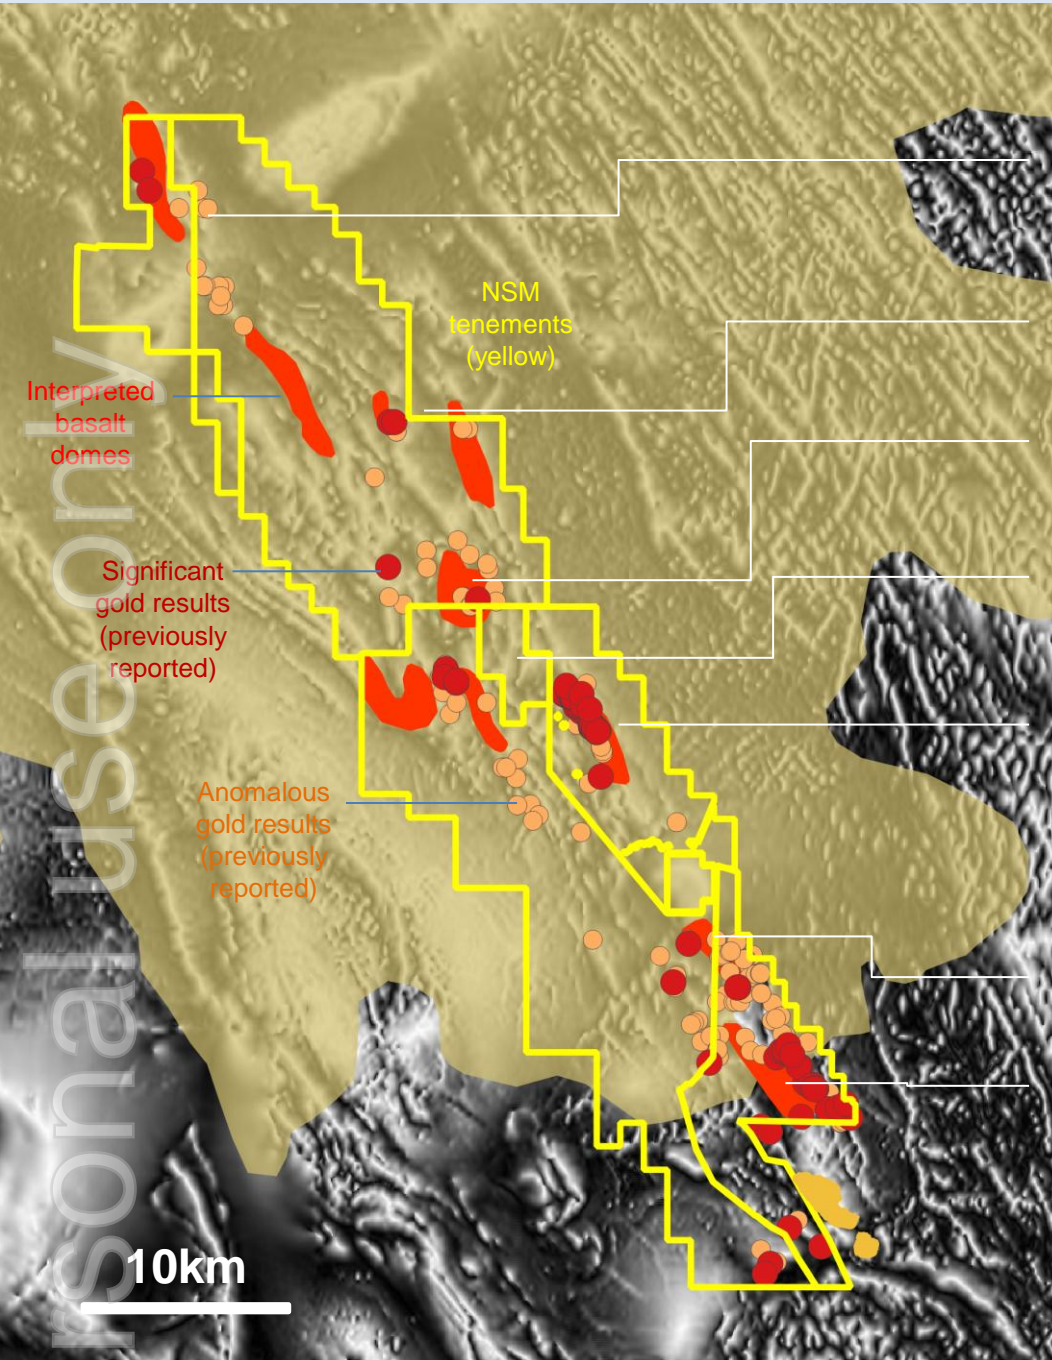 NSM
tenements
(yellow)
Interpreted
basalt
domes
Significant
gold results
(previously
reported)
Anomalous
gold results
(previously
reported)
10km
rsonal use only